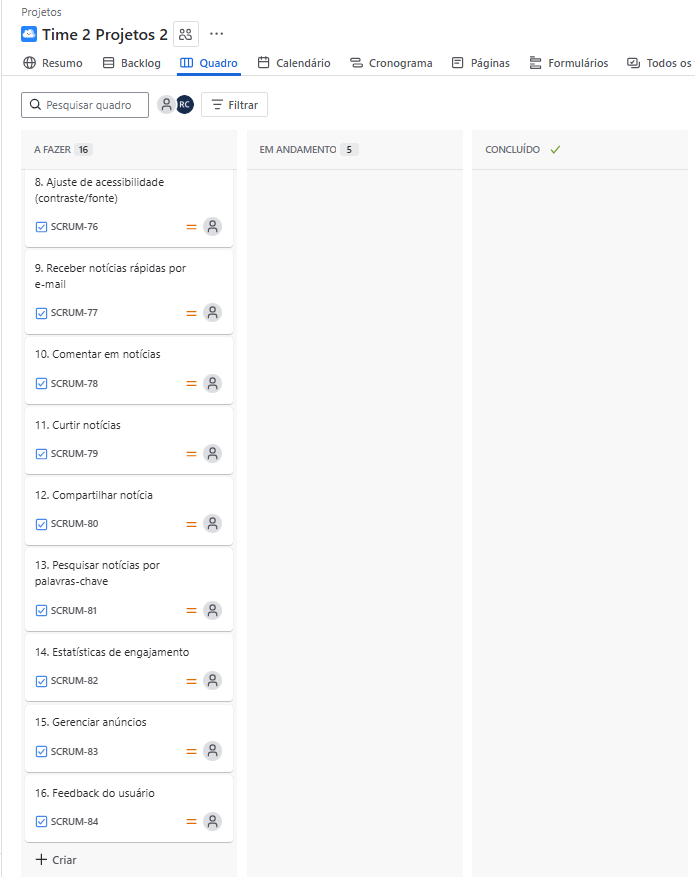 Projetos
Time 2 Projetos 2
Resumo
Backlog
Quadro
Calendário
Cronograma
Páginas
Formulários
Todos os
Pesquisar quadro
RC
Filtrar
A FAZER 16
EM ANDAMENTO 5
CONCLUÍDO
8. Ajuste de acessibilidade
(contraste/fonte)
SCRUM-76
9. Receber notícias rápidas por
e-mail
SCRUM-77
10. Comentar em notícias
SCRUM-78
11. Curtir notícias
SCRUM-79
12. Compartilhar notícia
SCRUM-80
13. Pesquisar notícias por
palavras-chave
SCRUM-81
14. Estatísticas de engajamento
SCRUM-82
15. Gerenciar anúncios
SCRUM-83
16. Feedback do usuário
SCRUM-84
Criar